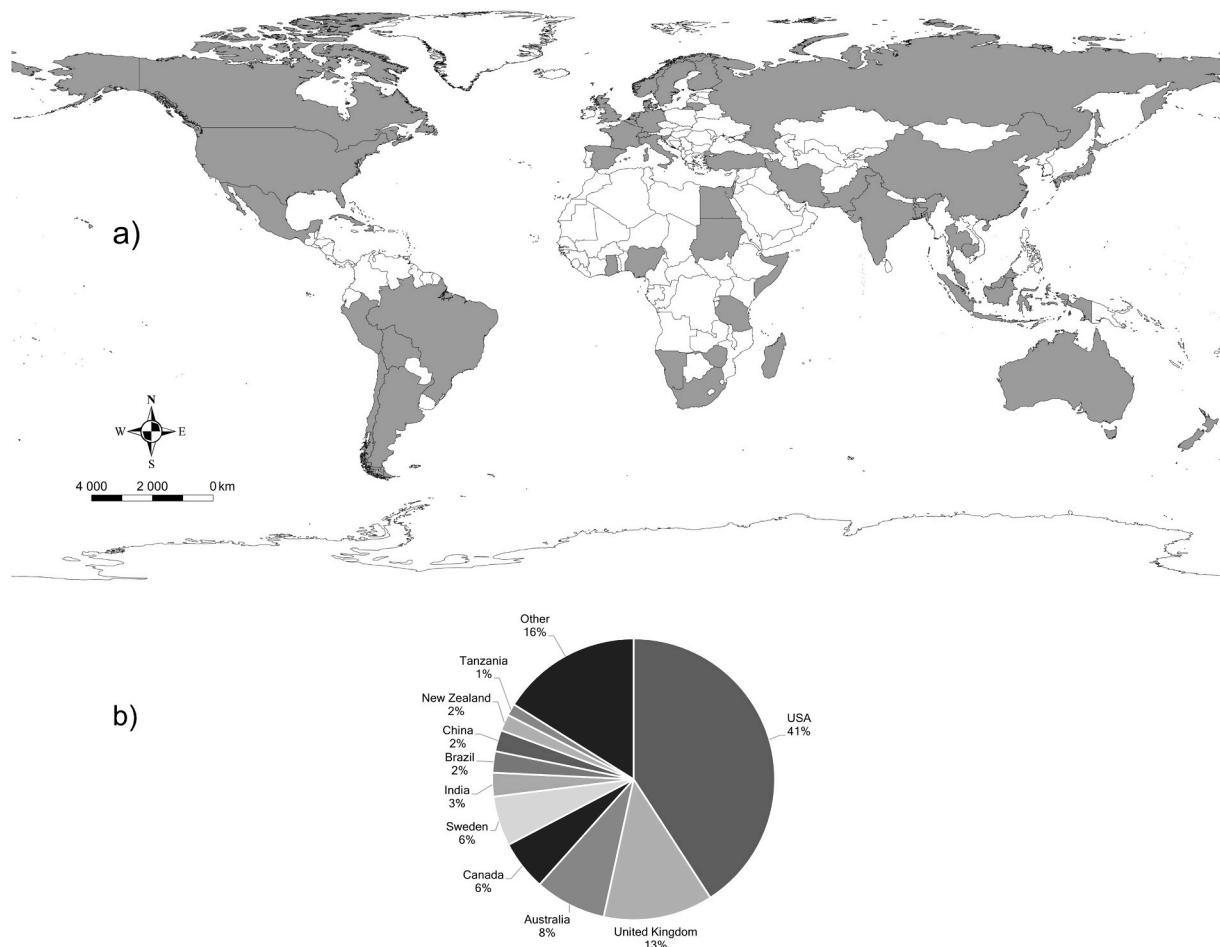 a)
N
W E
S
4 000 2 000 0 km
b)
Other
16%
Tanzania
1%
New Zealand
2%
China
2%
Brazil
2%
India
3%
Sweden
6%
Canada
6%
Australia
8%
United Kingdom
13%
USA
41%